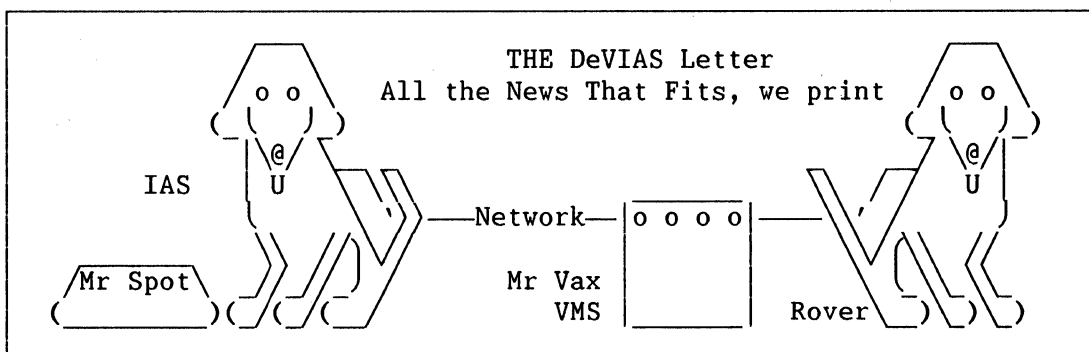 THE DeVIAS Letter
All the News That Fits, we print
IAS
Network
Mr Spot
Mr Vax
VMS
Rover